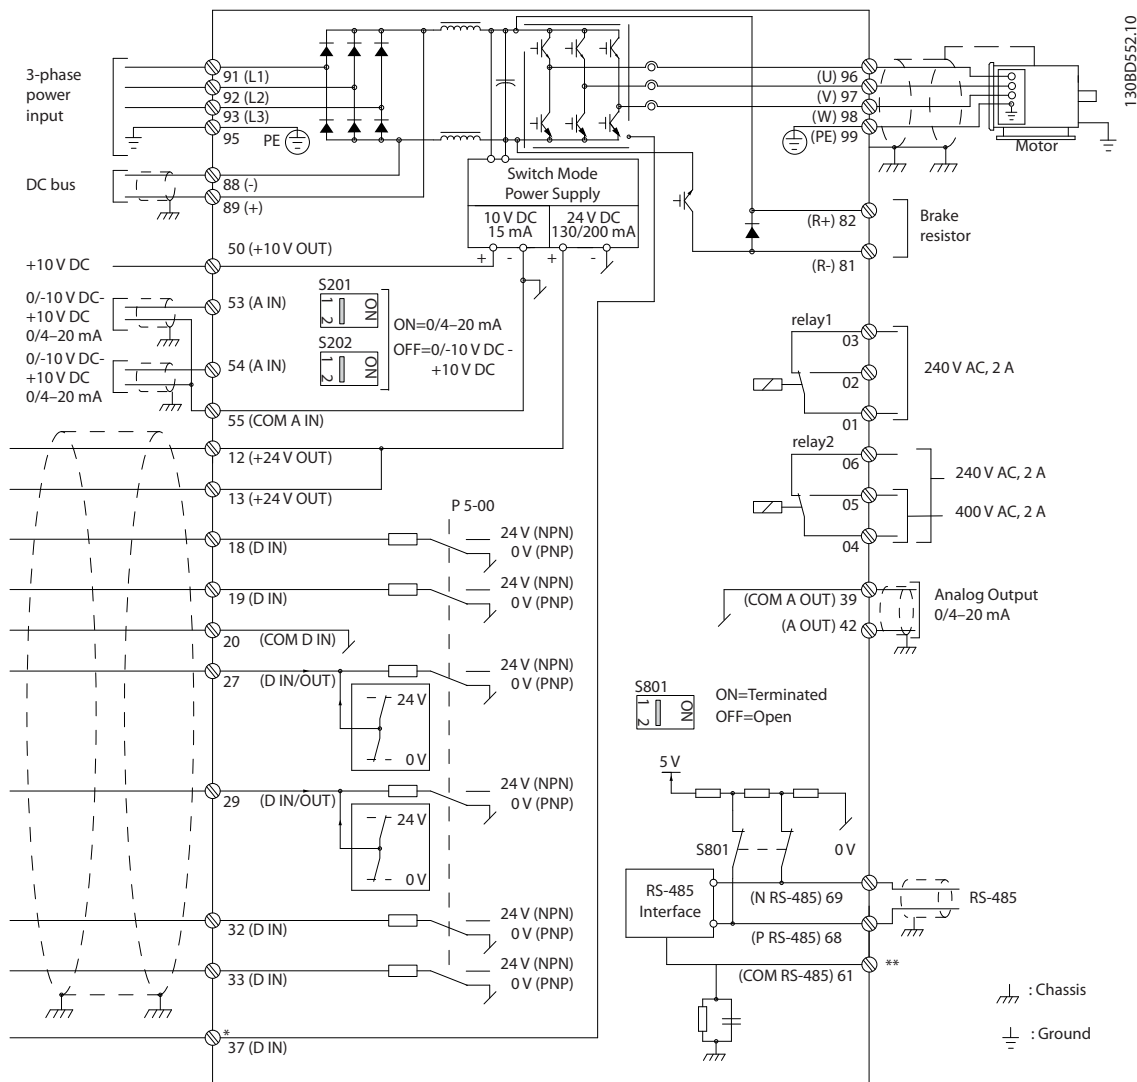 130BD552.10
3-phase
power
input
91 (L1)
92 (L2)
93 (L3)
95
PE
DC bus
88 (-)
89 (+)
Switch Mode
Power Supply
10 V DC
15 mA
24 V DC
130/200 mA
+ - + -
(U) 96
(V) 97
(W) 98
(PE) 99
Motor
(R+) 82
(R-) 81
Brake
resistor
+10 V DC
50 (+10 V OUT)
0/-10 V DC-
+10 V DC
0/4–20 mA
53 (A IN)
0/-10 V DC-
+10 V DC
0/4–20 mA
54 (A IN)
55 (COM A IN)
S201
1 2 ON
S202
1 2 ON
ON=0/4–20 mA
OFF=0/-10 V DC -
+10 V DC
relay1
03
02
01
240 V AC, 2 A
relay2
06
05
04
240 V AC, 2 A
400 V AC, 2 A
12 (+24 V OUT)
13 (+24 V OUT)
P 5-00
18 (D IN)
24 V (NPN)
0 V (PNP)
19 (D IN)
24 V (NPN)
0 V (PNP)
20 (COM D IN)
27 (D IN/OUT)
24 V (NPN)
0 V (PNP)
24 V
0 V
29 (D IN/OUT)
24 V (NPN)
0 V (PNP)
24 V
0 V
32 (D IN)
24 V (NPN)
0 V (PNP)
33 (D IN)
24 V (NPN)
0 V (PNP)
*
37 (D IN)
(COM A OUT) 39
(A OUT) 42
Analog Output
0/4–20 mA
S801
1 2 ON
ON=Terminated
OFF=Open
5 V
S801
0 V
RS-485
Interface
(N RS-485) 69
(P RS-485) 68
(COM RS-485) 61
RS-485
**
: Chassis
: Ground